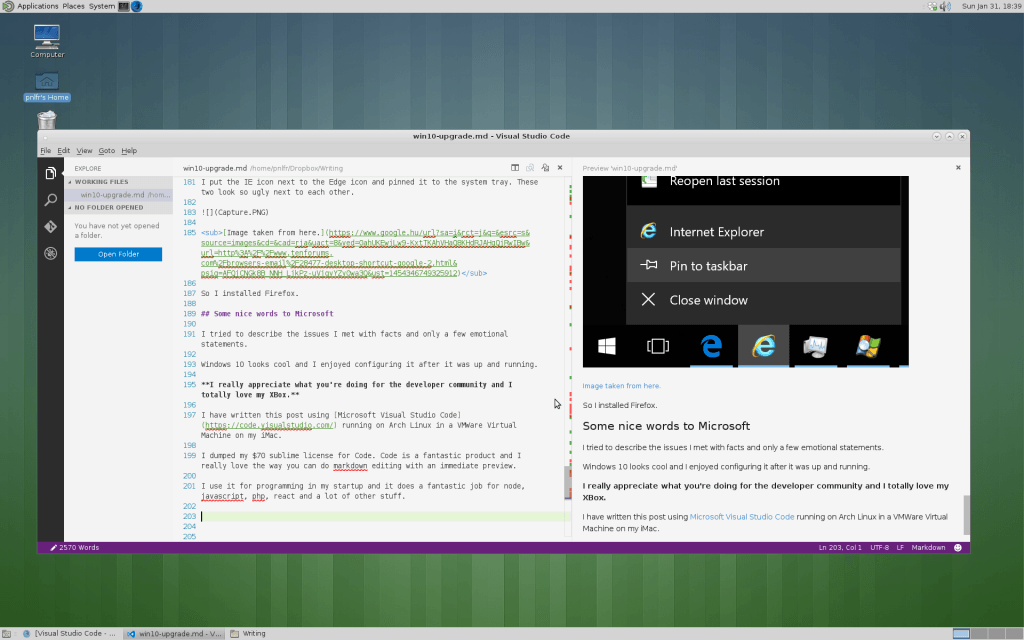 Applications Places System
Sun Jan 31, 18:39
Computer
pnlfr's Home
win10-upgrade.md - Visual Studio Code
File Edit View Goto Help
EXPLORE
WORKING FILES
win10-upgrade.md /hom...
NO FOLDER OPENED
You have not yet opened
a folder.
Open Folder
win10-upgrade.md /home/pnlfr/Dropbox/Writing
181 I put the IE icon next to the Edge icon and pinned it to the system tray. These
two look so ugly next to each other.
182
183 ![](Capture.PNG)
184
185 <sub>[Image taken from here.](https://www.google.hu/url?sa=i&rct=j&q=&esrc=s&
source=images&cd=&cad=rja&uact=8&ved=
url=http%3A%2F%2Fwww.tenforums.
com%2Fbrowsers-email%2F28477-desktop-shortcut-google-2.html&
&ust=1454346749325912)</sub>
186
187 So I installed Firefox.
188
189 ## Some nice words to Microsoft
190
191 I tried to describe the issues I met with facts and only a few emotional
statements.
192
193 Windows 10 looks cool and I enjoyed configuring it after it was up and running.
194
195 **I really appreciate what you're doing for the developer community and I
totally love my XBox.**
196
197 I have written this post using [Microsoft Visual Studio Code]
(https://code.visualstudio.com/) running on Arch Linux in a VMWare Virtual
Machine on my iMac.
198
199 I dumped my $70 sublime license for Code. Code is a fantastic product and I
really love the way you can do markdown editing with an immediate preview.
200
201 I use it for programming in my startup and it does a fantastic job for node,
javascript, php, react and a lot of other stuff.
202
203
204
205
Preview 'win10-upgrade.md'
Reopen last session
Internet Explorer
Pin to taskbar
Close window
Image taken from here.
So I installed Firefox.
Some nice words to Microsoft
I tried to describe the issues I met with facts and only a few emotional statements.
Windows 10 looks cool and I enjoyed configuring it after it was up and running.
I really appreciate what you're doing for the developer community and I totally love my
XBox.
I have written this post using Microsoft Visual Studio Code running on Arch Linux in a VMWare Virtual
Machine on my iMac.
2570 Words
Ln 203, Col 1 UTF-8 LF Markdown
[Visual Studio Code - ...
win10-upgrade.md - V...
Writing